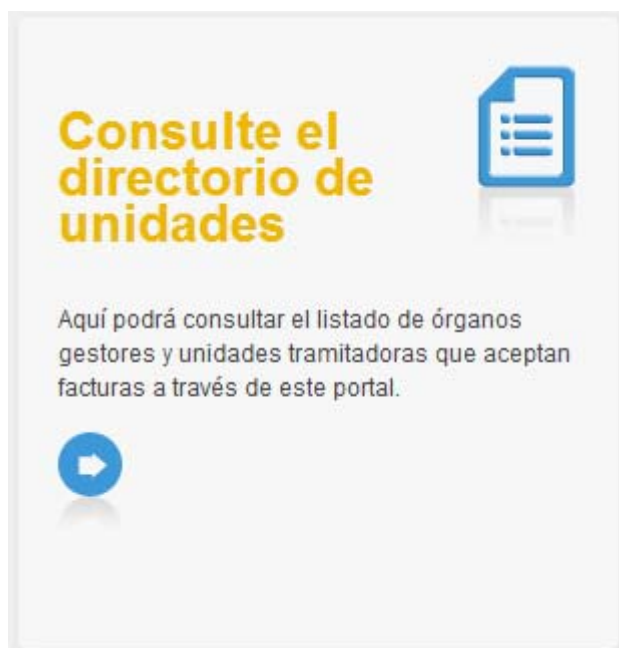 Consulte el
directorio de
unidades
Aquí podrá consultar el listado de órganos
gestores y unidades tramitadoras que aceptan
facturas a través de este portal.